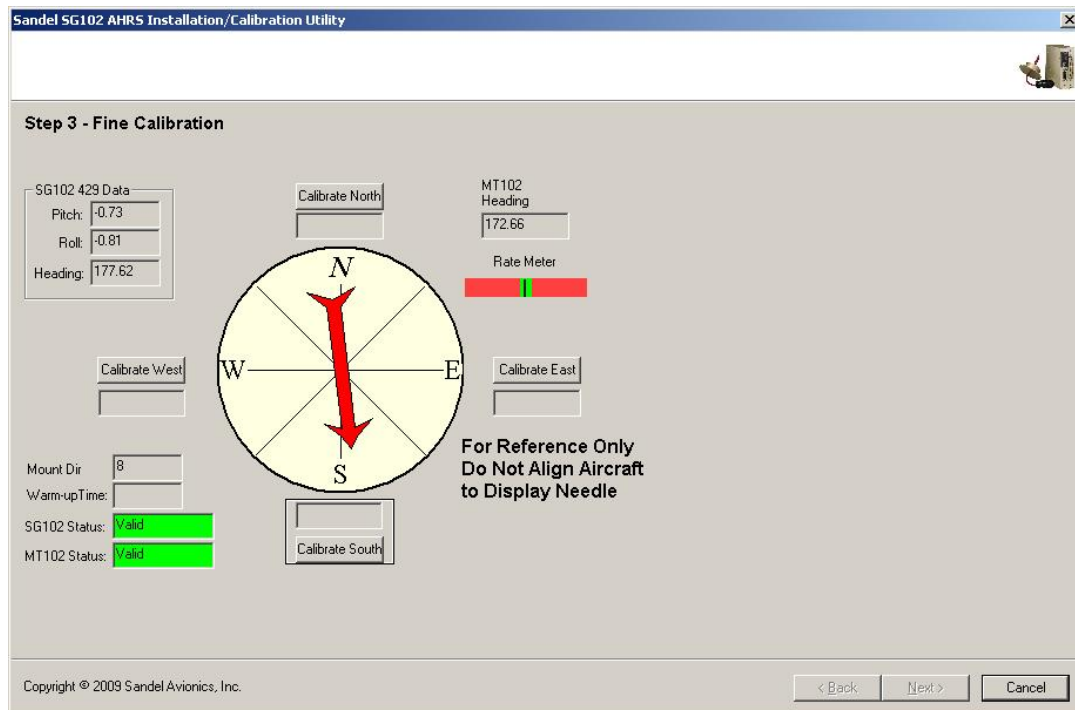 Sandel SG102 AHRS Installation/Calibration Utility
Step 3 - Fine Calibration
SG102 429 Data
Pitch: -0.73
Roll: -0.81
Heading: 177.62
Calibrate North
MT102
Heading
172.66
Rate Meter
N
W
E
S
Calibrate West
Calibrate East
For Reference Only
Do Not Align Aircraft
to Display Needle
Mount Dir 8
Warm-upTime:
SG102 Status: Valid
MT102 Status: Valid
Calibrate South
Copyright © 2009 Sandel Avionics, Inc.
< Back
Next >
Cancel